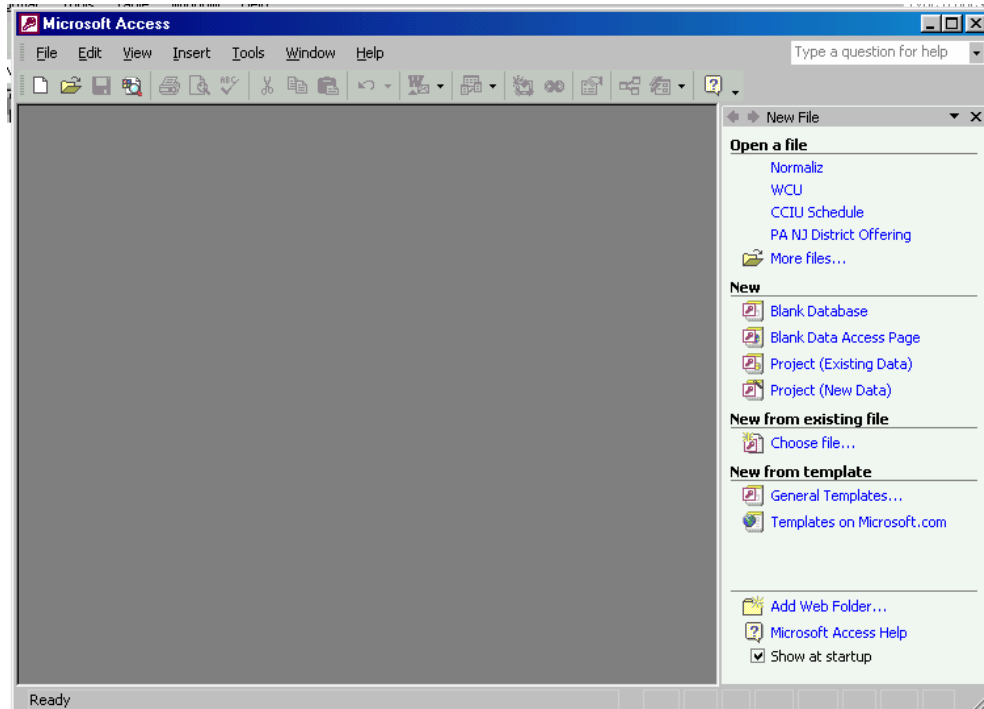 Microsoft Access
File Edit View Insert Tools Window Help
Type a question for help
New File
Open a file
Normaliz
WCU
CCIU Schedule
PA NJ District Offering
More files...
New
Blank Database
Blank Data Access Page
Project (Existing Data)
Project (New Data)
New from existing file
Choose file...
New from template
General Templates...
Templates on Microsoft.com
Add Web Folder...
Microsoft Access Help
Show at startup
Ready